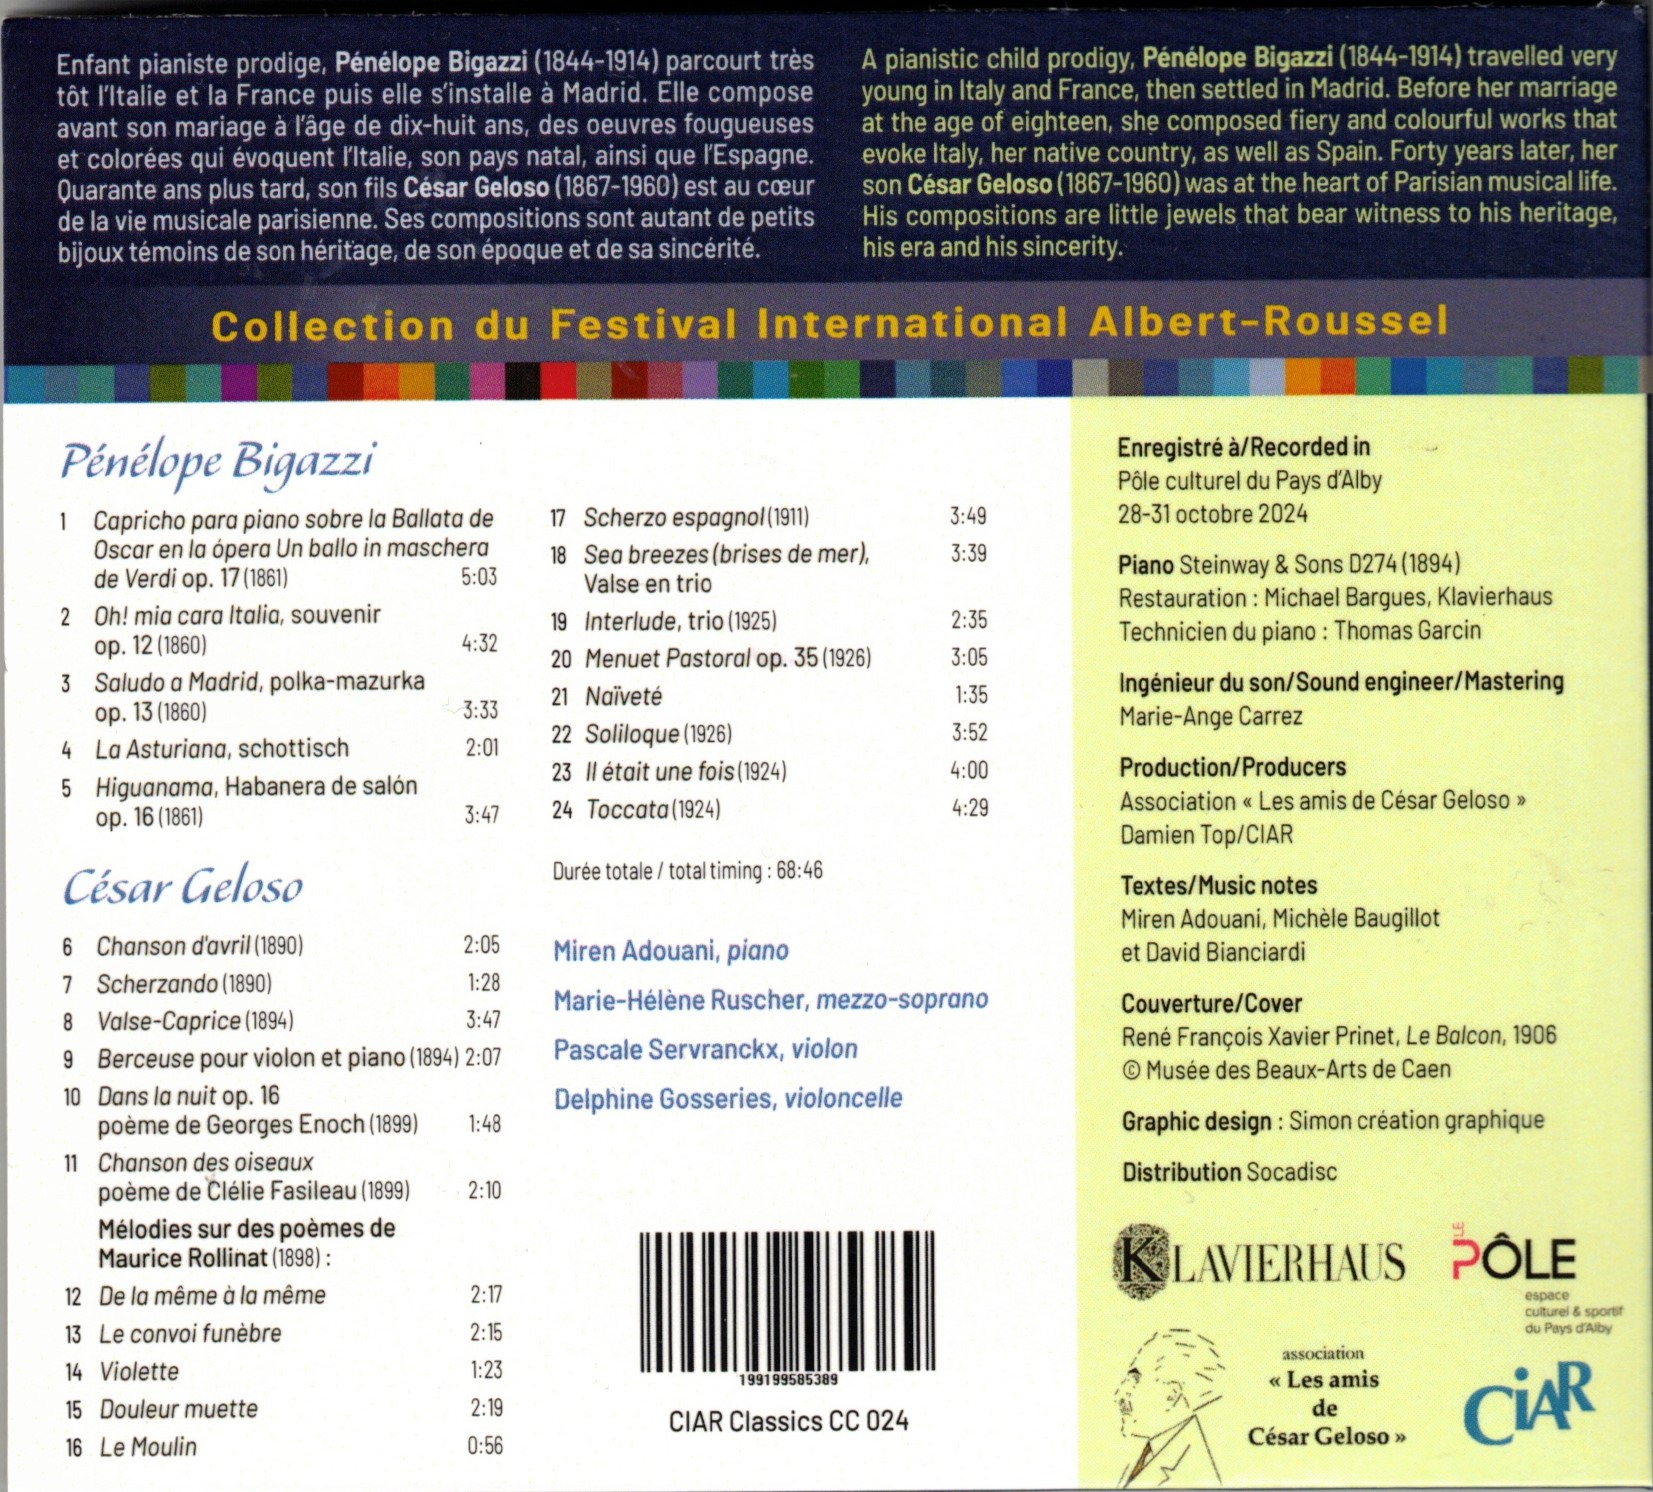 Enfant pianiste prodige, Pénélope Bigazzi (1844-1914) parcourt très
tôt l'Italie et la France puis elle s'installe à Madrid. Elle compose
avant son mariage à l'âge de dix-huit ans, des oeuvres fougueuses
et colorées qui évoquent l'Italie, son pays natal, ainsi que l'Espagne.
Quarante ans plus tard, son fils César Geloso (1867-1960) est au cœur
de la vie musicale parisienne. Ses compositions sont autant de petits
bijoux témoins de son héritage, de son époque et de sa sincérité.
A pianistic child prodigy, Pénélope Bigazzi (1844-1914) travelled very
young in Italy and France, then settled in Madrid. Before her marriage
at the age of eighteen, she composed fiery and colourful works that
evoke Italy, her native country, as well as Spain. Forty years later, her
son César Geloso (1867-1960) was at the heart of Parisian musical life.
His compositions are little jewels that bear witness to his heritage,
his era and his sincerity.
Collection du Festival International Albert-Roussel
Pénélope Bigazzi
1 Capricho para piano sobre la Ballata de
Oscar en la ópera Un ballo in maschera
de Verdi op. 17 (1861) 5:03
2 Oh! mia cara Italia, souvenir
op. 12 (1860) 4:32
3 Saludo a Madrid, polka-mazurka
op. 13 (1860) 3:33
4 La Asturiana, schottisch 2:01
5 Higuanama, Habanera de salón
op. 16 (1861) 3:47
César Geloso
6 Chanson d'avril (1890) 2:05
7 Scherzando (1890) 1:28
8 Valse-Caprice (1894) 3:47
9 Berceuse pour violon et piano (1894) 2:07
10 Dans la nuit op. 16
poème de Georges Enoch (1899) 1:48
11 Chanson des oiseaux
poème de Clélie Fasileau (1899) 2:10
Mélodies sur des poèmes de
Maurice Rollinat (1898) :
12 De la même à la même 2:17
13 Le convoi funèbre 2:15
14 Violette 1:23
15 Douleur muette 2:19
16 Le Moulin 0:56
17 Scherzo espagnol (1911) 3:49
18 Sea breezes (brises de mer), 3:39
Valse en trio
19 Interlude, trio (1925) 2:35
20 Menuet Pastoral op. 35 (1926) 3:05
21 Naïveté 1:35
22 Soliloque (1926) 3:52
23 Il était une fois (1924) 4:00
24 Toccata (1924) 4:29
Durée totale / total timing : 68:46
Miren Adouani, piano
Marie-Hélène Ruscher, mezzo-soprano
Pascale Servranckx, violon
Delphine Gosseries, violoncelle
199199585389
CIAR Classics CC 024
Enregistré à/Recorded in
Pôle culturel du Pays d'Alby
28-31 octobre 2024
Piano Steinway & Sons D274 (1894)
Restauration : Michael Bargues, Klavierhaus
Technicien du piano : Thomas Garcin
Ingénieur du son/Sound engineer/Mastering
Marie-Ange Carrez
Production/Producers
Association « Les amis de César Geloso »
Damien Top/CIAR
Textes/Music notes
Miren Adouani, Michèle Baugillot
et David Bianciardi
Couverture/Cover
René François Xavier Prinet, Le Balcon, 1906
© Musée des Beaux-Arts de Caen
Graphic design : Simon création graphique
Distribution Socadisc
KLAVIERHAUS
LE PÔLE
espace
culturel & sportif
du Pays d'Alby
association
« Les amis
de
César Geloso »
CIAR